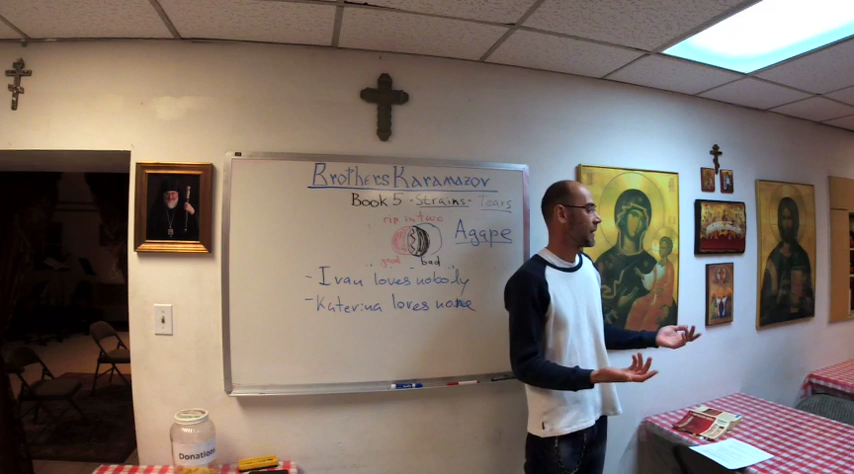 Brothers Karamazov
Book 5 - Strains - Tears
rip in two
Agape
good bad
- Ivan "loves" nobody
- Katerina loves none
Donations